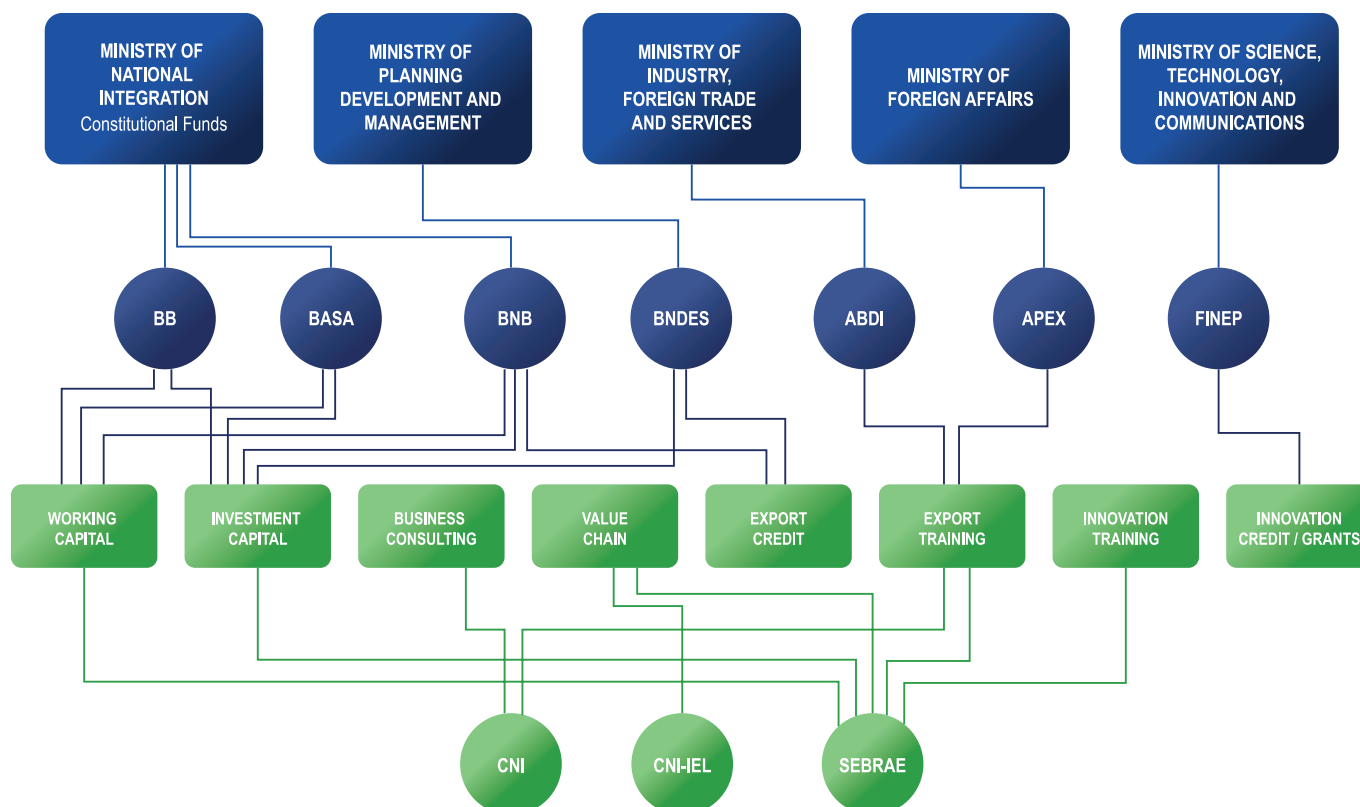 MINISTRY OF
NATIONAL
INTEGRATION
Constitutional Funds
MINISTRY OF
PLANNING
DEVELOPMENT AND
MANAGEMENT
MINISTRY OF
INDUSTRY,
FOREIGN TRADE
AND SERVICES
MINISTRY OF
FOREIGN AFFAIRS
MINISTRY OF SCIENCE,
TECHNOLOGY,
INNOVATION AND
COMMUNICATIONS
BB
BASA
BNB
BNDES
ABDI
APEX
FINEP
WORKING
CAPITAL
INVESTMENT
CAPITAL
BUSINESS
CONSULTING
VALUE
CHAIN
EXPORT
CREDIT
EXPORT
TRAINING
INNOVATION
TRAINING
INNOVATION
CREDIT / GRANTS
CNI
CNI-IEL
SEBRAE